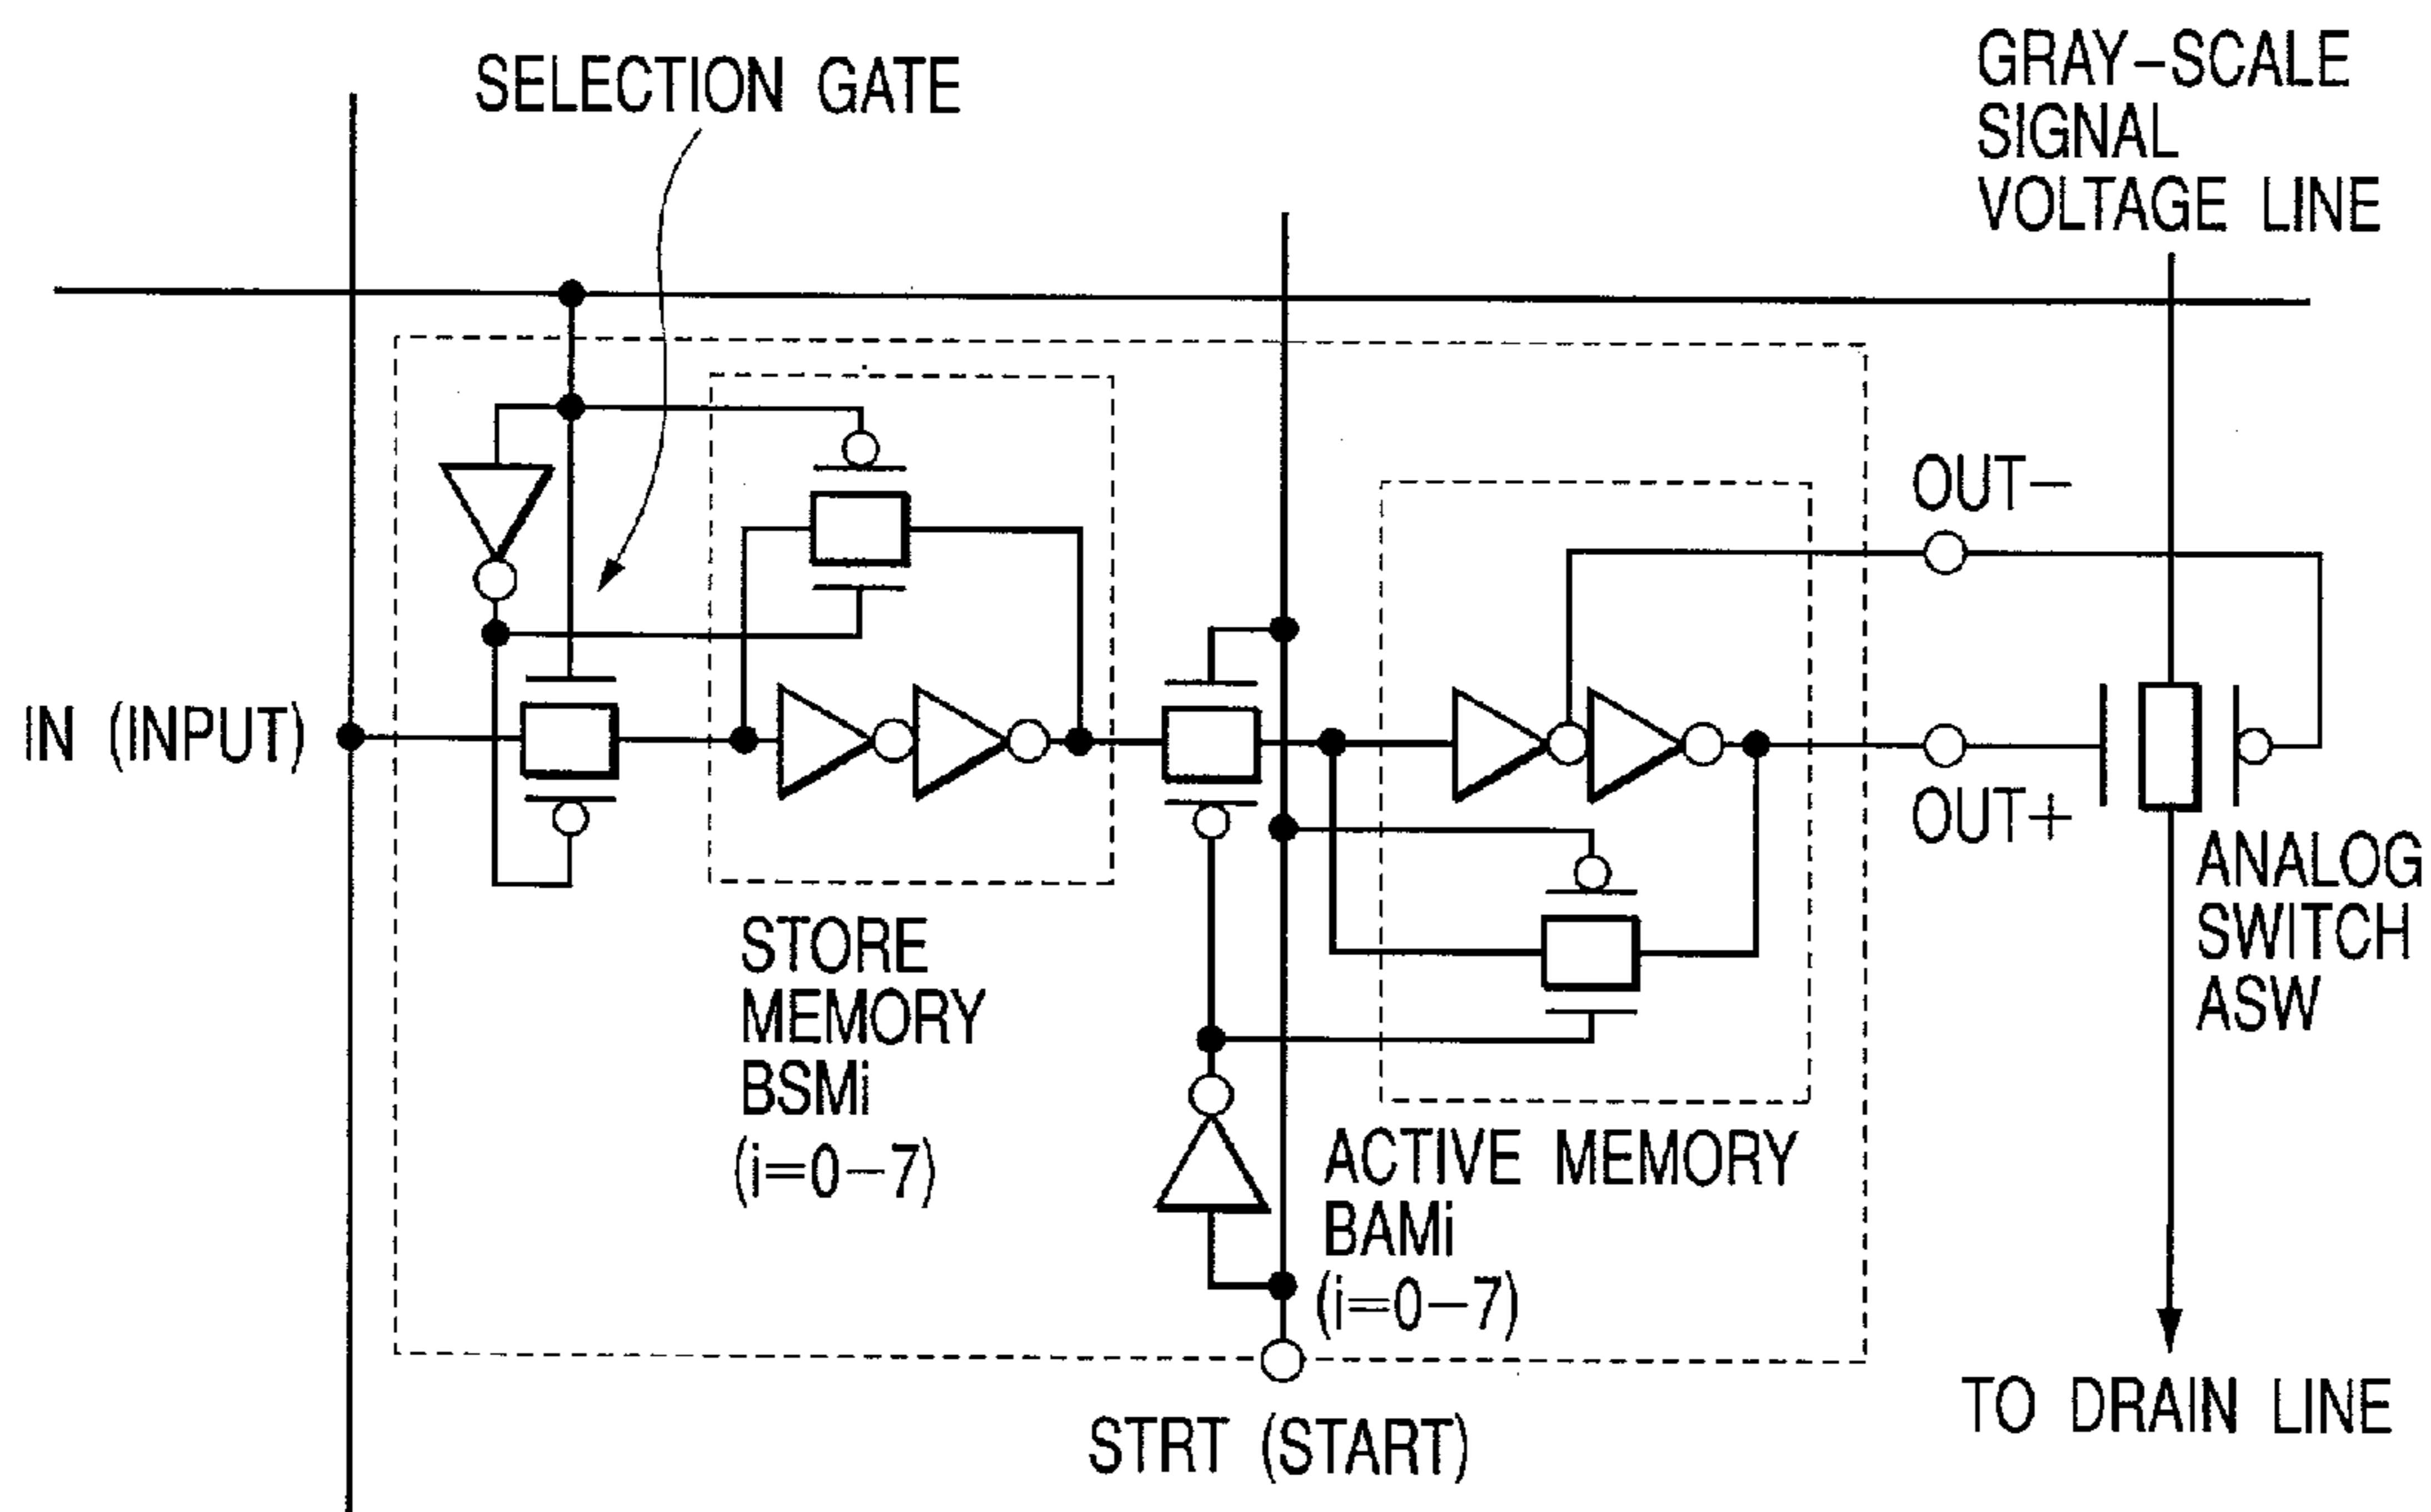 SELECTION GATE
GRAY-SCALE
SIGNAL
VOLTAGE LINE
OUT-
IN (INPUT)
OUT+
ANALOG
SWITCH
ASW
STORE
MEMORY
BSMi
(i=0-7)
ACTIVE MEMORY
BAMi
(i=0-7)
TO DRAIN LINE
STRT (START)